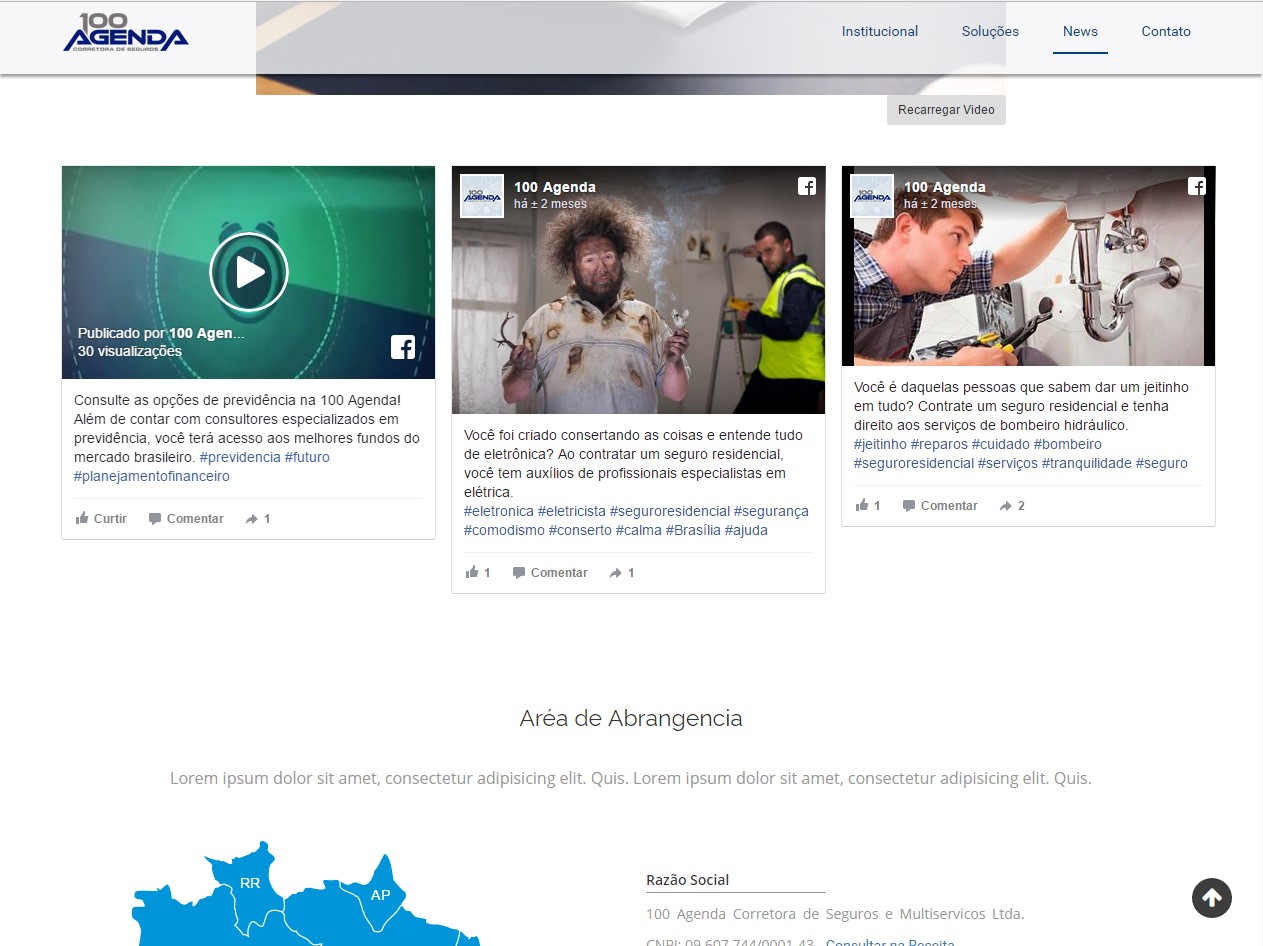 100
AGENDA
CORRETORA DE SEGUROS
Institucional
Soluções
News
Contato
Recarregar Video
Publicado por 100 Agen...
30 visualizações
Consulte as opções de previdência na 100 Agenda!
Além de contar com consultores especializados em
previdência, você terá acesso aos melhores fundos do
mercado brasileiro. #previdencia #futuro
#planejamentofinanceiro
Curtir
Comentar
1
100
AGENDA
100 Agenda
há ± 2 meses
Você foi criado consertando as coisas e entende tudo
de eletrônica? Ao contratar um seguro residencial,
você tem auxílios de profissionais especialistas em
elétrica.
#eletronica #eletricista #seguroresidencial #segurança
#comodismo #conserto #calma #Brasília #ajuda
1
Comentar
1
100
AGENDA
100 Agenda
há ± 2 meses
Você é daquelas pessoas que sabem dar um jeitinho
em tudo? Contrate um seguro residencial e tenha
direito aos serviços de bombeiro hidráulico.
#jeitinho #reparos #cuidado #bombeiro
#seguroresidencial #serviços #tranquilidade #seguro
1
Comentar
2
Aréa de Abrangencia
Lorem ipsum dolor sit amet, consectetur adipisicing elit. Quis. Lorem ipsum dolor sit amet, consectetur adipisicing elit. Quis.
RR
AP
Razão Social
100 Agenda Corretora de Seguros e Multiservicos Ltda.
CNPJ: 09.607.744/0001-43 Consultar na Receita